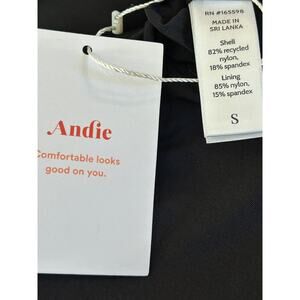 Andie
Comfortable looks
good on you.
RN #165598
MADE IN
SRI LANKA
Shell
82% recycled
nylon,
18% spandex
Lining
85% nylon,
15% spandex
S